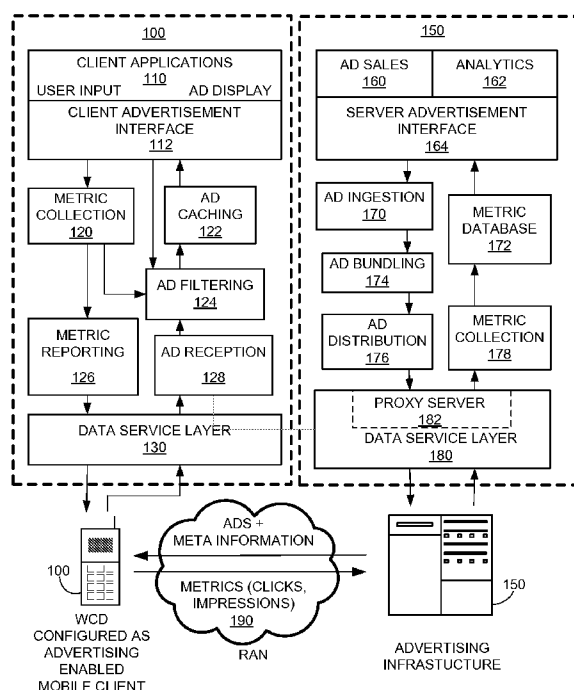 100
CLIENT APPLICATIONS
110
USER INPUT AD DISPLAY
CLIENT ADVERTISEMENT
INTERFACE
112
METRIC
COLLECTION
120
AD
CACHING
122
AD FILTERING
124
METRIC
REPORTING
126
AD RECEPTION
128
DATA SERVICE LAYER
130
150
AD SALES
160
ANALYTICS
162
SERVER ADVERTISEMENT
INTERFACE
164
AD INGESTION
170
METRIC
DATABASE
172
AD BUNDLING
174
AD
DISTRIBUTION
176
METRIC
COLLECTION
178
PROXY SERVER
182
DATA SERVICE LAYER
180
100
WCD
CONFIGURED AS
ADVERTISING
ENABLED
MOBILE CLIENT
ADS +
META INFORMATION
METRICS (CLICKS,
IMPRESSIONS)
190
RAN
150
ADVERTISING
INFRASTUCTURE